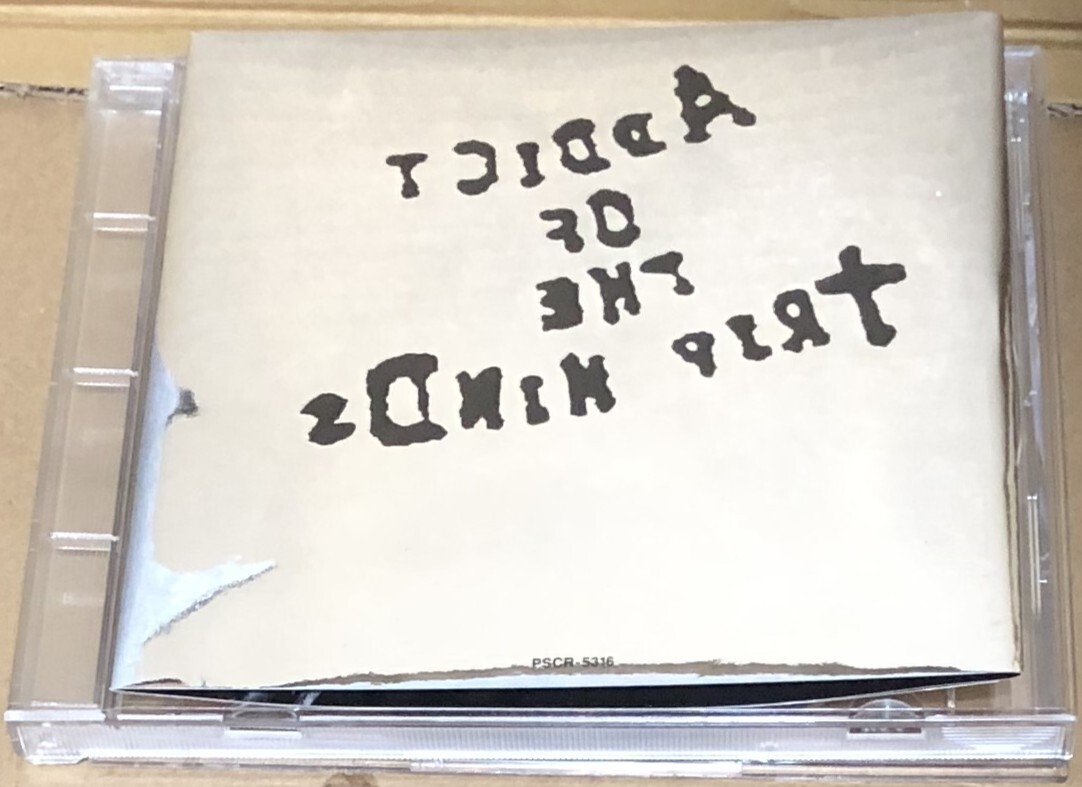 ADDICT
OF
THE
TRIP MINDS
PSCR-5316